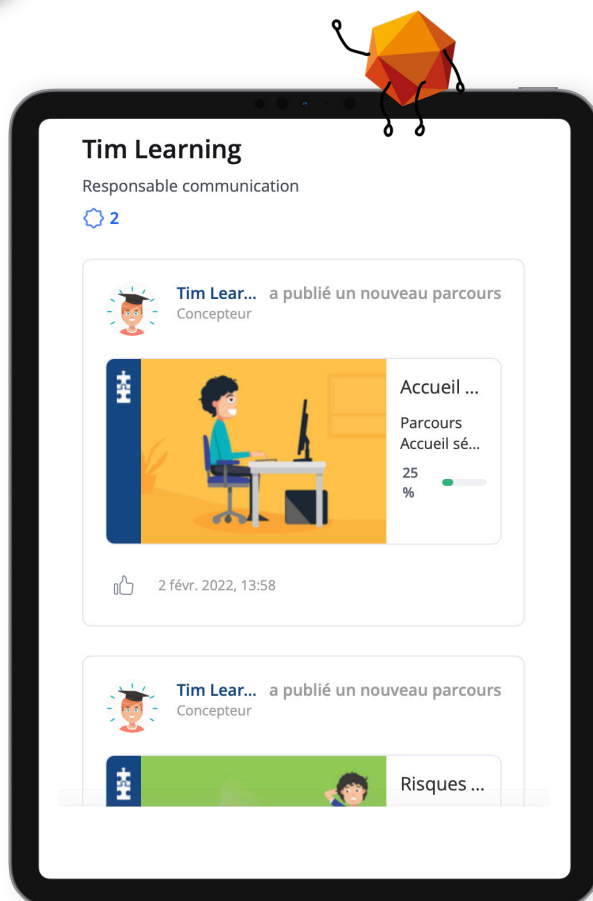 Tim Learning
Responsable communication
2
Tim Lear... a publié un nouveau parcours
Concepteur
Accueil ...
Parcours
Accueil sé...
25
%
2 févr. 2022, 13:58
Tim Lear... a publié un nouveau parcours
Concepteur
Risques ...